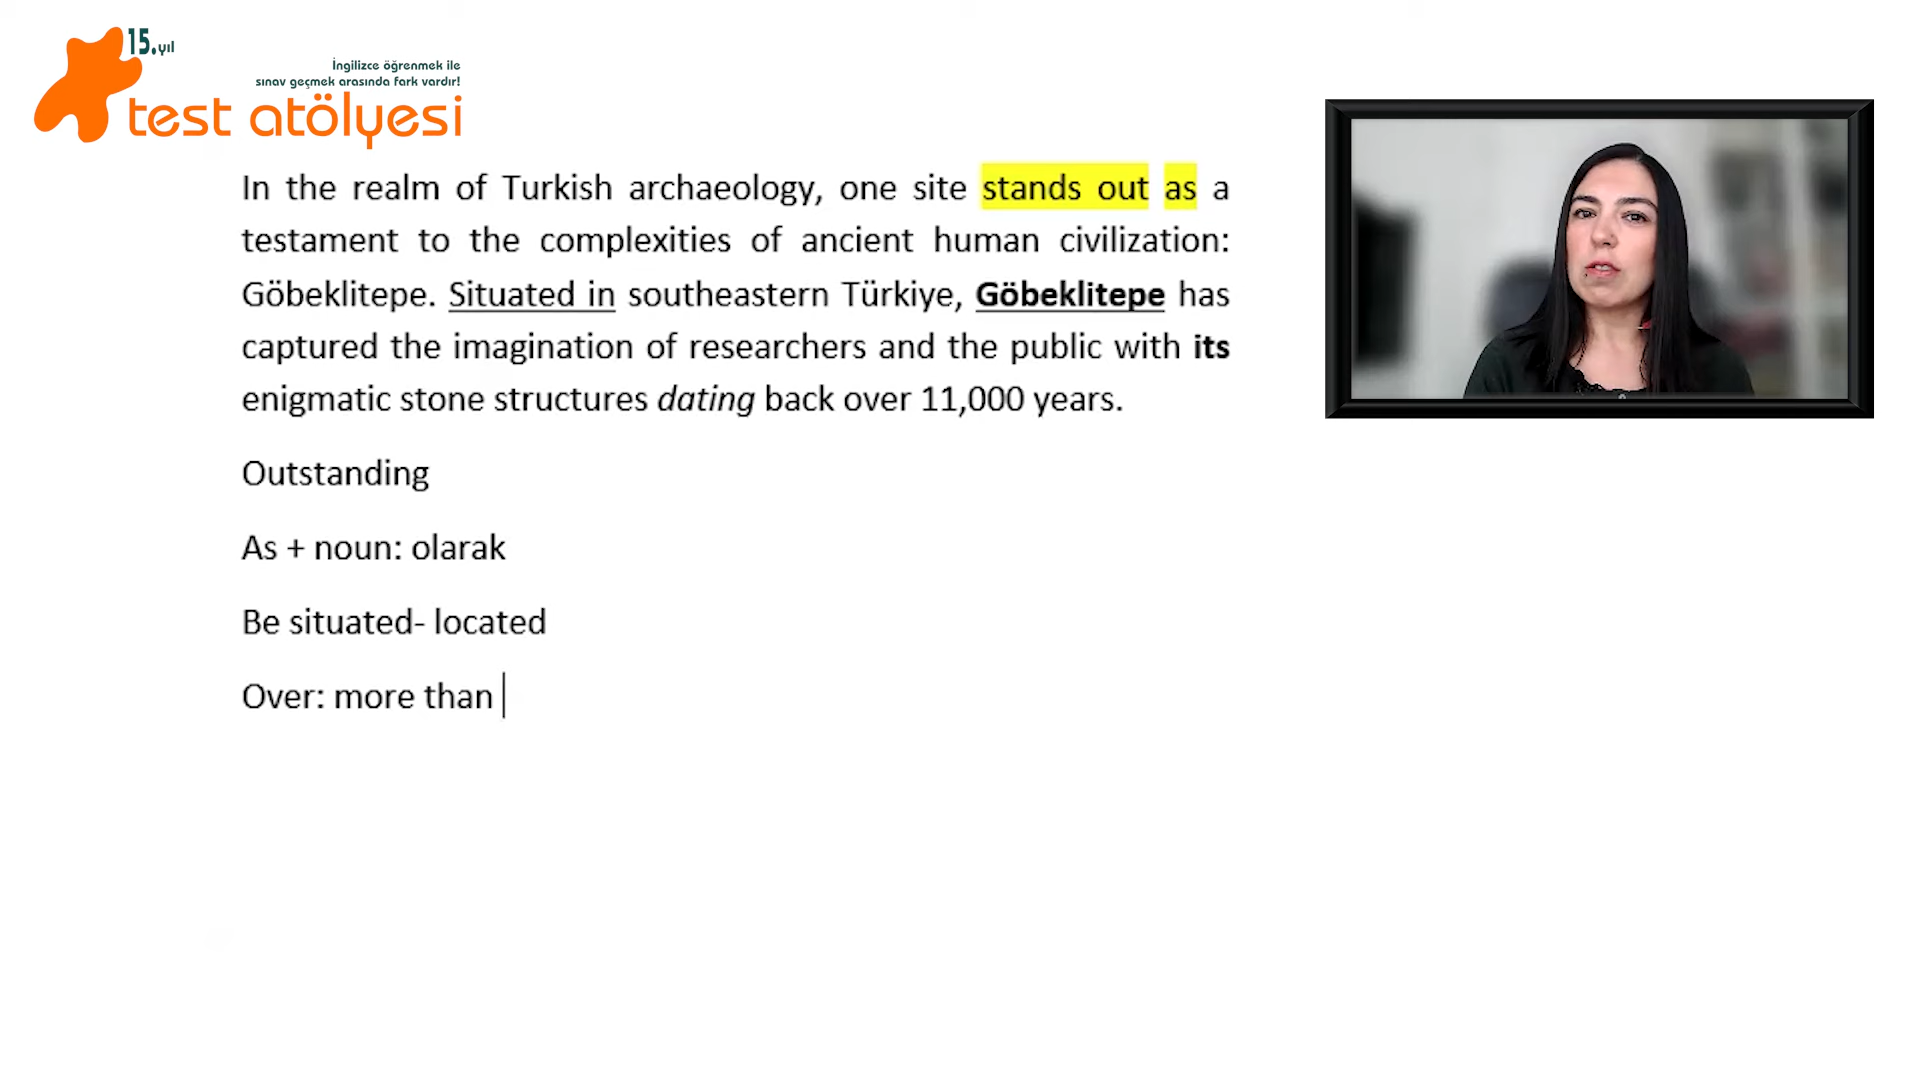 15.yıl
İngilizce öğrenmek ile
sınav geçmek arasında fark vardır!
test atölyesi
In the realm of Turkish archaeology, one site stands out as a
testament to the complexities of ancient human civilization:
Göbeklitepe. Situated in southeastern Türkiye, Göbeklitepe has
captured the imagination of researchers and the public with its
enigmatic stone structures dating back over 11,000 years.
Outstanding
As + noun: olarak
Be situated- located
Over: more than